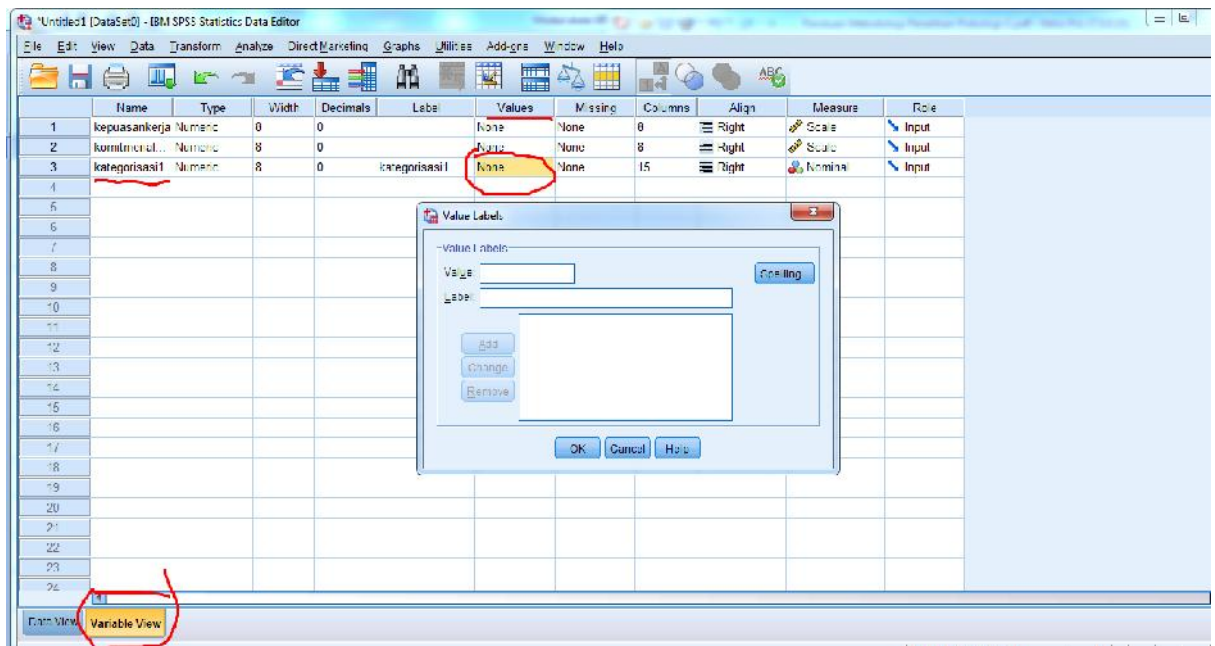 *Untitled1 [DataSet0] - IBM SPSS Statistics Data Editor
File Edit View Data Transform Analyze Direct Marketing Graphs Utilities Add-ons Window Help
Name Type Width Decimals Label Values Missing Columns Align Measure Role
1 kepuasankerja Numeric 8 0 None None 8 Right Scale Input
2 komitmenal... Numeric 8 0 None None 8 Right Scale Input
3 kategorisasi1 Numeric 8 0 kategorisasi1 None None 15 Right Nominal Input
4
5
6
7
8
9
10
11
12
13
14
15
16
17
18
19
20
21
22
23
24
Value Labels
Value Labels
Value:
Spelling...
Label:
Add
Change
Remove
OK Cancel Help
Data View Variable View